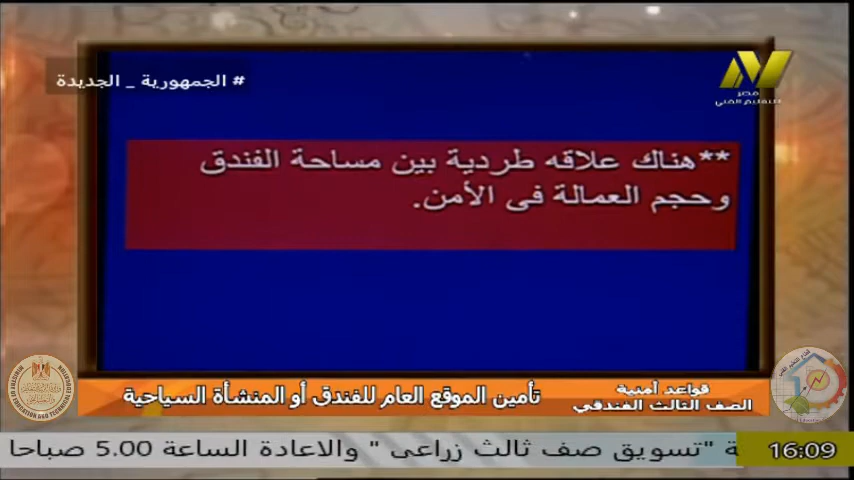 # الجمهورية _ الجديدة
مصر
للتعليم الفني
**هناك علاقه طردية بين مساحة الفندق
وحجم العمالة فى الأمن.
قواعد أمنية
الصف الثالث الفندقي
تأمين الموقع العام للفندق أو المنشأة السياحية
ة "تسويق صف ثالث زراعى " والاعادة الساعة 5.00 صباحا
16:09